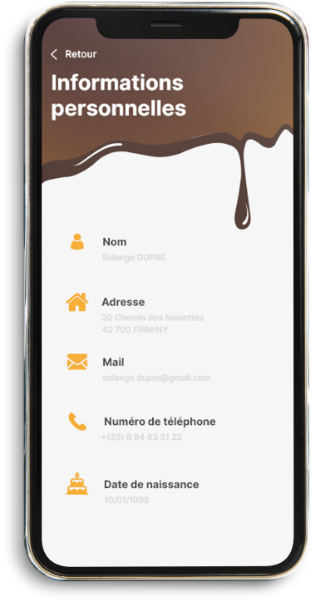 Retour
Informations
personnelles
Nom
Solange DUPRE
Adresse
20 Chemin des Noisettes
42 700 FIRMINY
Mail
solange.dupre@gmail.com
Numéro de téléphone
+(33) 6 84 63 51 22
Date de naissance
10/01/1999